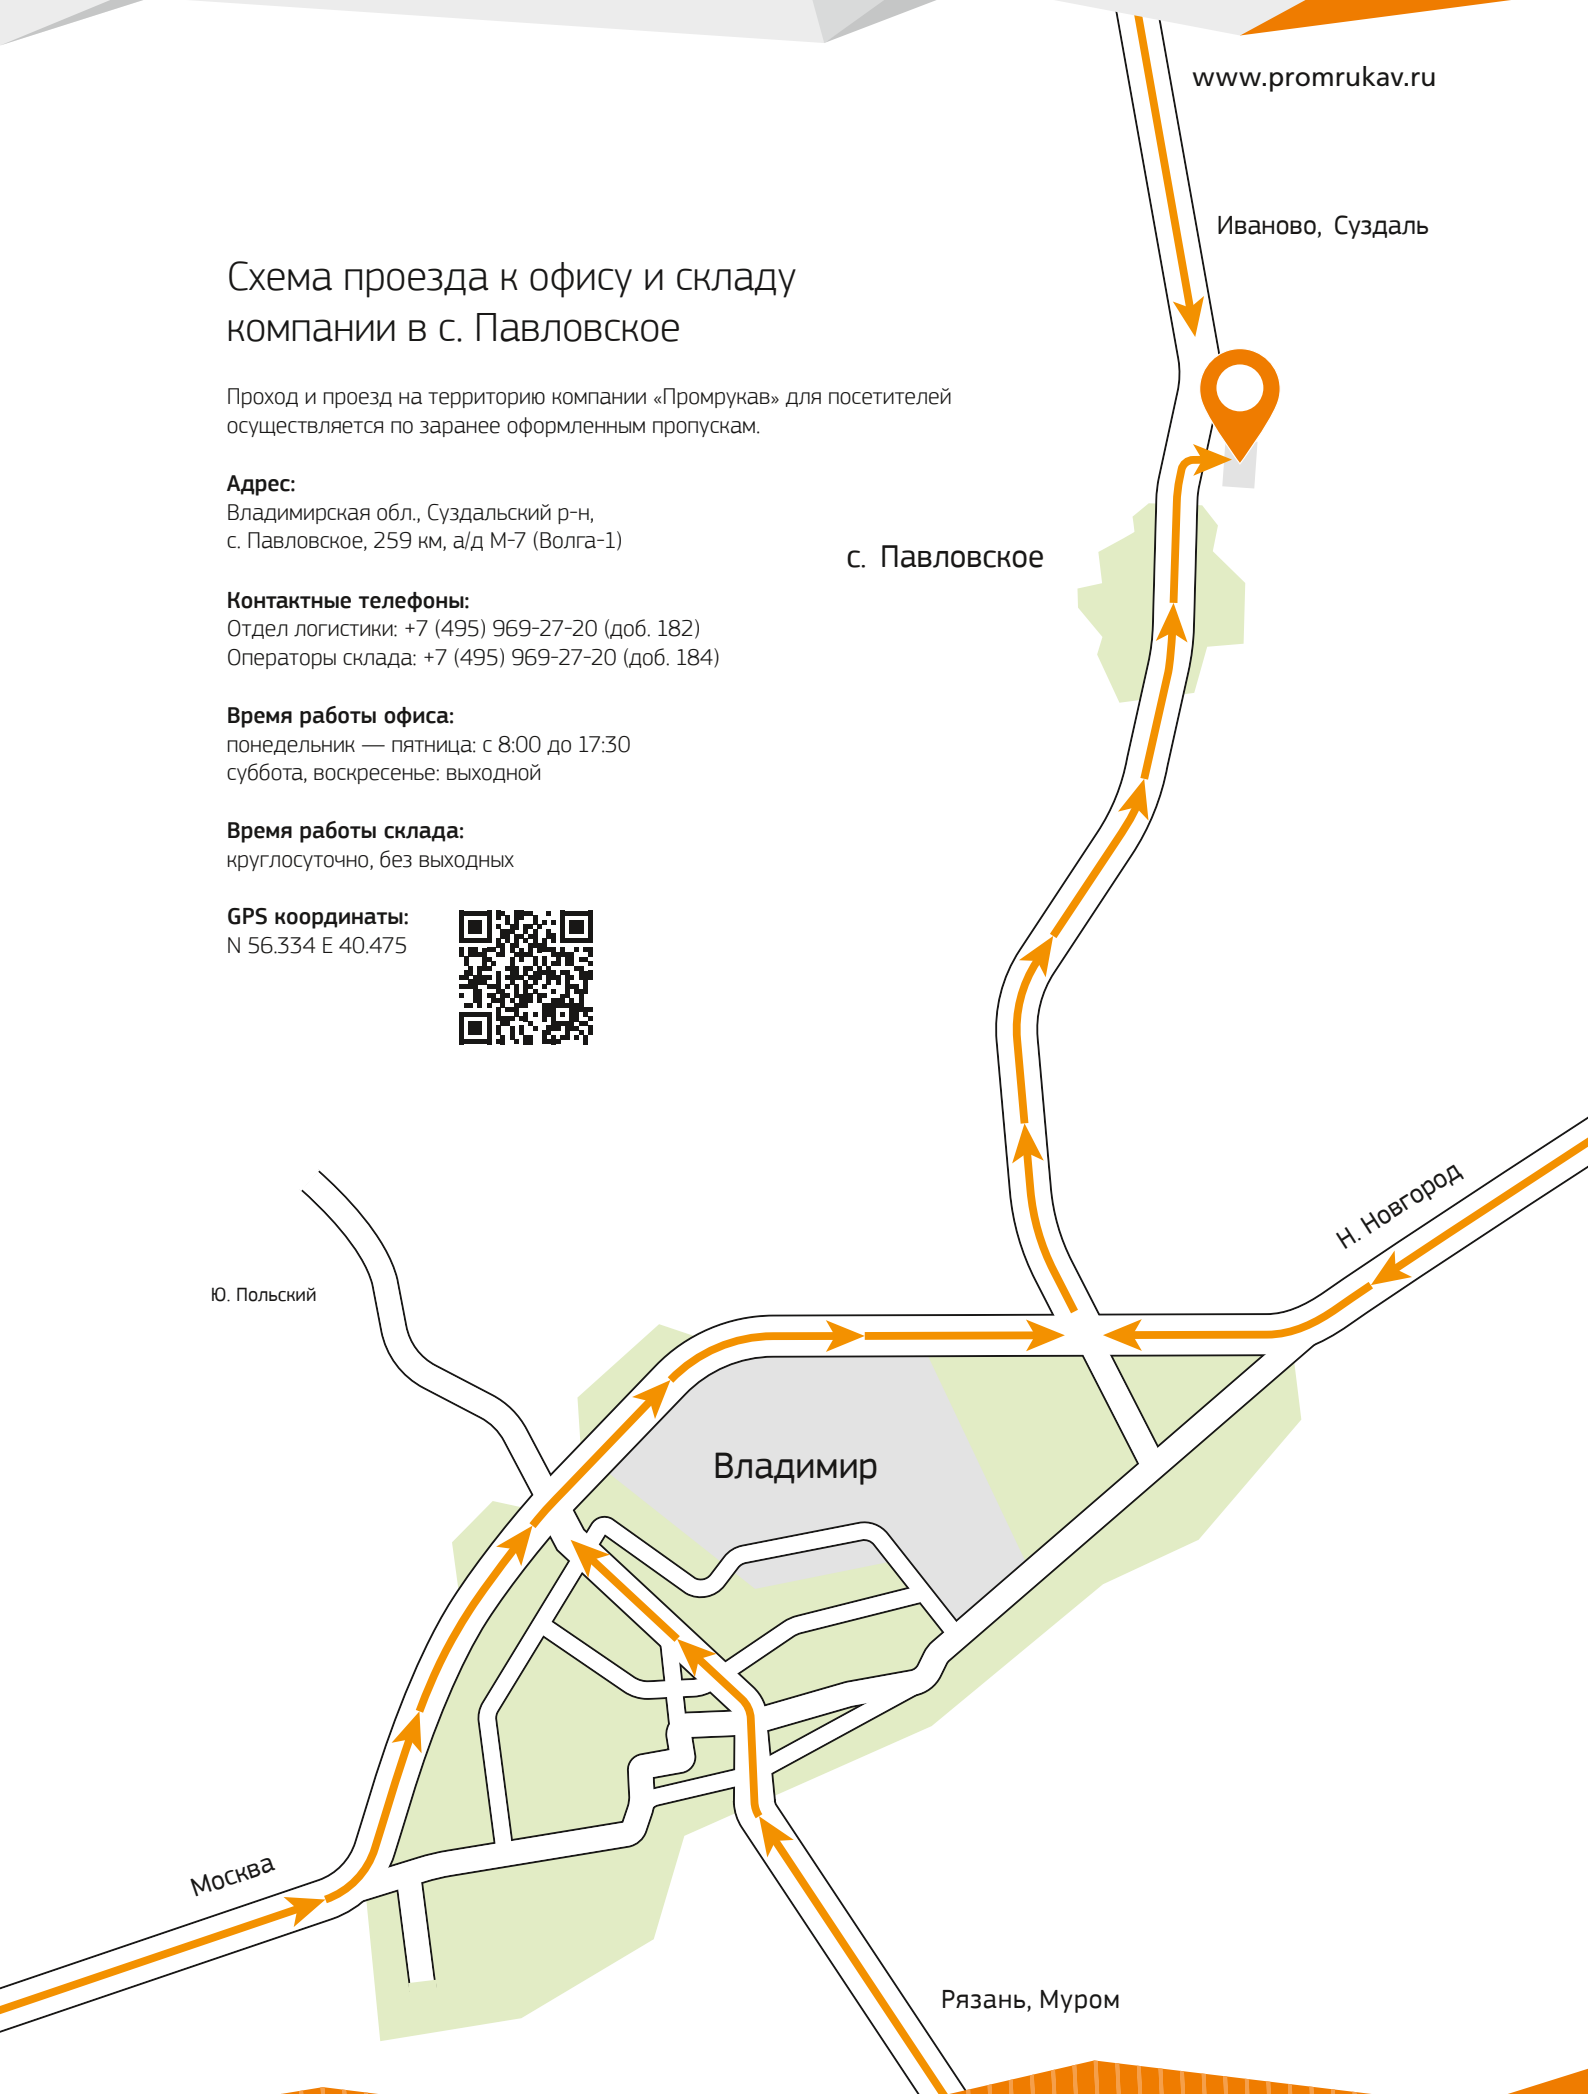 www.promrukav.ru
Иваново, Суздаль
Схема проезда к офису и складу
компании в с. Павловское
Проход и проезд на территорию компании «Промрукав» для посетителей
осуществляется по заранее оформленным пропускам.
Адрес:
Владимирская обл., Суздальский р-н,
с. Павловское, 259 км, а/д М-7 (Волга-1)
с. Павловское
Контактные телефоны:
Отдел логистики: +7 (495) 969-27-20 (доб. 182)
Операторы склада: +7 (495) 969-27-20 (доб. 184)
Время работы офиса:
понедельник — пятница: с 8:00 до 17:30
суббота, воскресенье: выходной
Время работы склада:
круглосуточно, без выходных
GPS координаты:
N 56.334 E 40.475
Н. Новгород
Ю. Польский
Владимир
Москва
Рязань, Муром